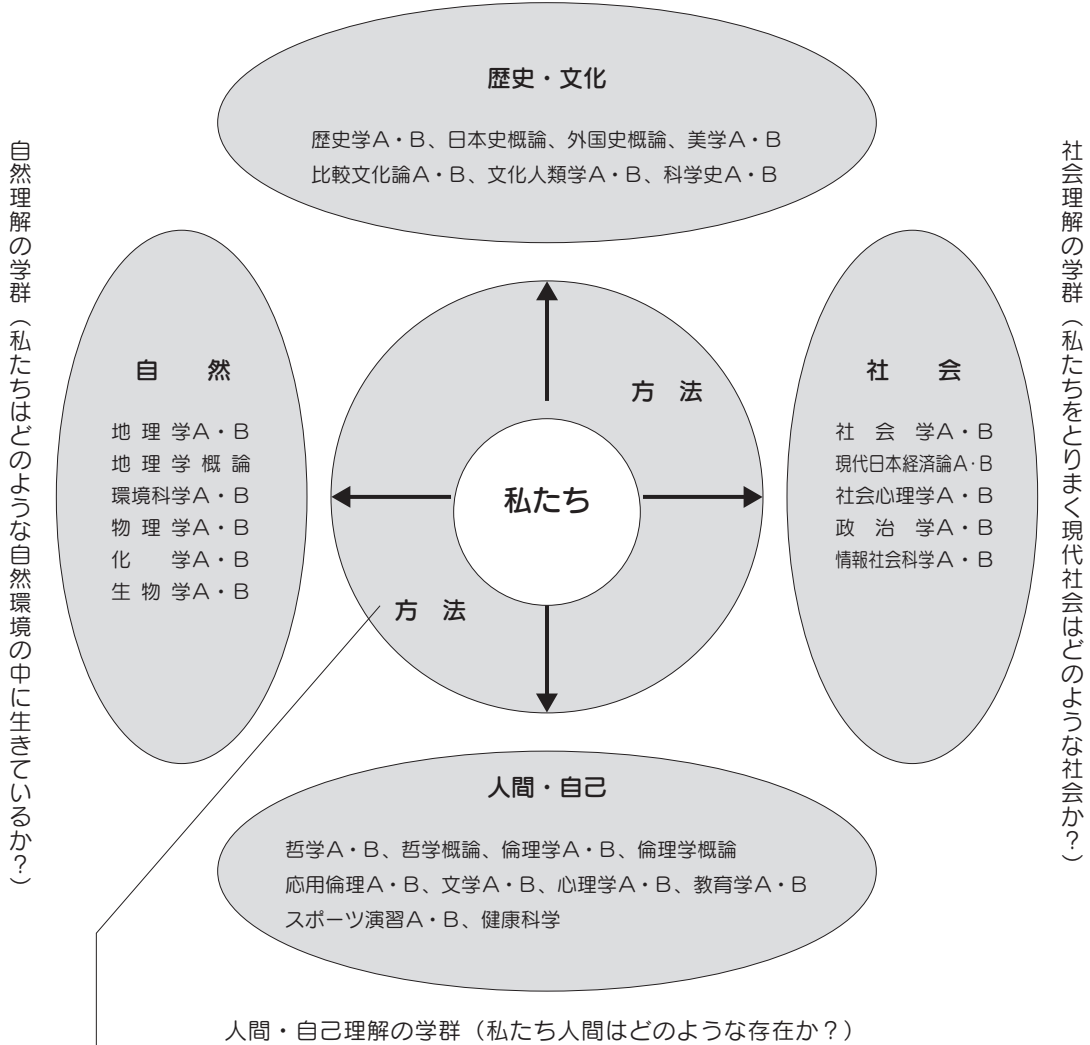 歴史・文化
歴史学A・B、日本史概論、外国史概論、美学A・B
比較文化論A・B、文化人類学A・B、科学史A・B
自然理解の学群（私たちはどのような自然環境の中に生きているか？）
自　然
地理学A・B
地理学概論
環境科学A・B
物理学A・B
化　学A・B
生物学A・B
方　法
私たち
方　法
社　会
社会学A・B
現代日本経済論A・B
社会心理学A・B
政治学A・B
情報社会科学A・B
社会理解の学群（私たちをとりまく現代社会はどのような社会か？）
人間・自己
哲学A・B、哲学概論、倫理学A・B、倫理学概論
応用倫理A・B、文学A・B、心理学A・B、教育学A・B
スポーツ演習A・B、健康科学
人間・自己理解の学群（私たち人間はどのような存在か？）